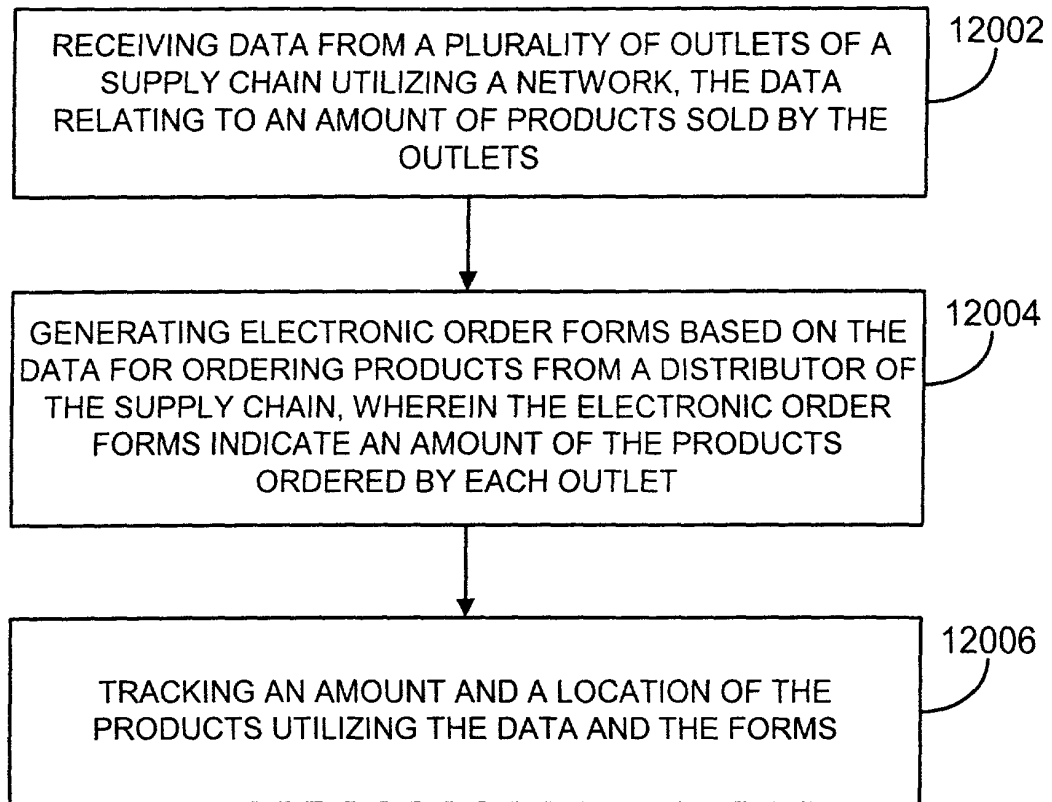 RECEIVING DATA FROM A PLURALITY OF OUTLETS OF A
SUPPLY CHAIN UTILIZING A NETWORK, THE DATA
RELATING TO AN AMOUNT OF PRODUCTS SOLD BY THE
OUTLETS
12002
GENERATING ELECTRONIC ORDER FORMS BASED ON THE
DATA FOR ORDERING PRODUCTS FROM A DISTRIBUTOR OF
THE SUPPLY CHAIN, WHEREIN THE ELECTRONIC ORDER
FORMS INDICATE AN AMOUNT OF THE PRODUCTS
ORDERED BY EACH OUTLET
12004
TRACKING AN AMOUNT AND A LOCATION OF THE
PRODUCTS UTILIZING THE DATA AND THE FORMS
12006